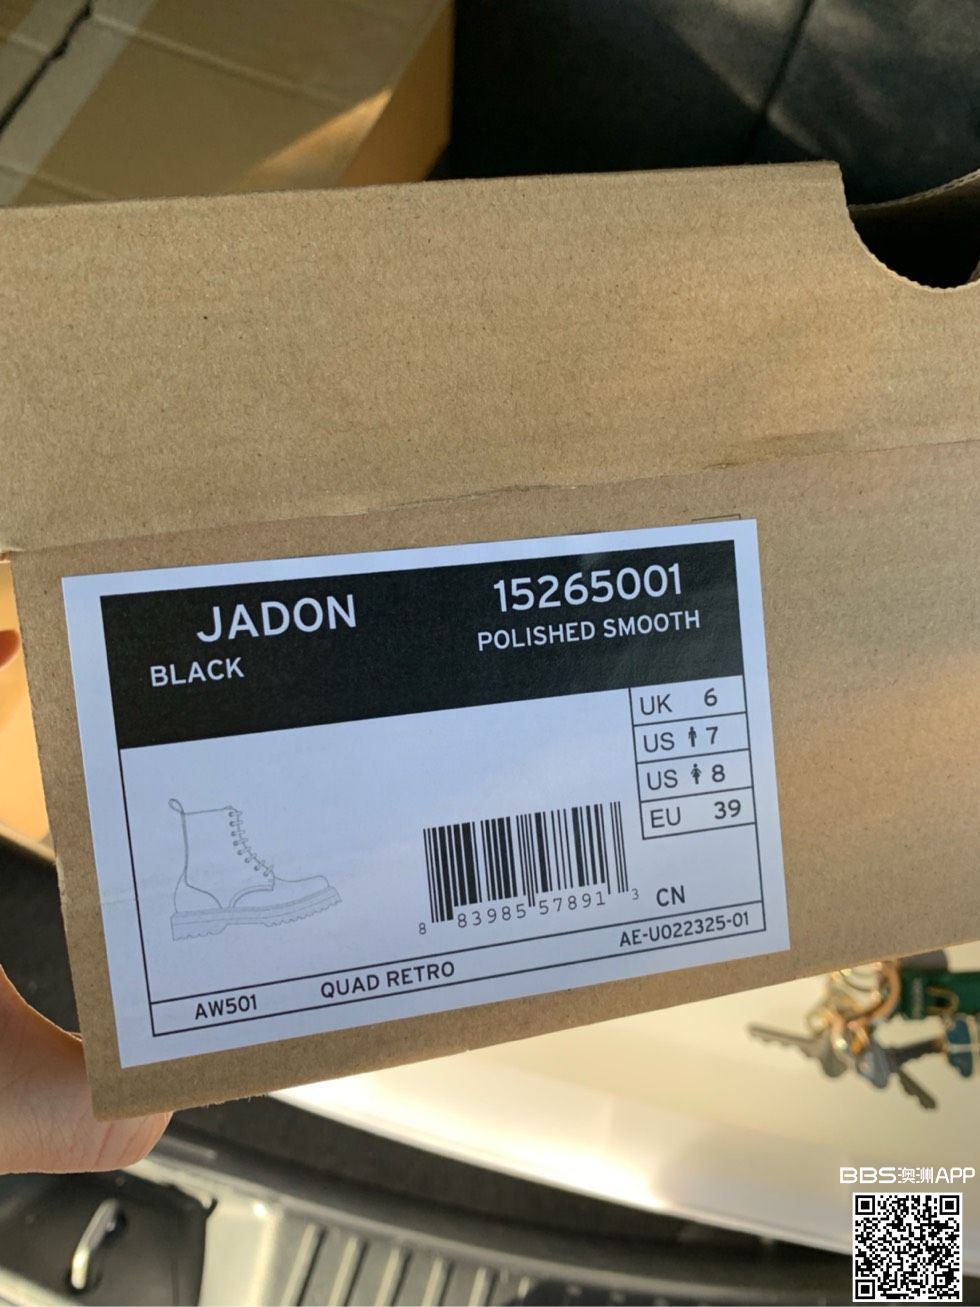 JADON
15265001
BLACK
POLISHED SMOOTH
UK 6
US 7
US 8
EU 39
8 83985 57891 3
CN
AE-U022325-01
AW501
QUAD RETRO
BBS澳洲APP